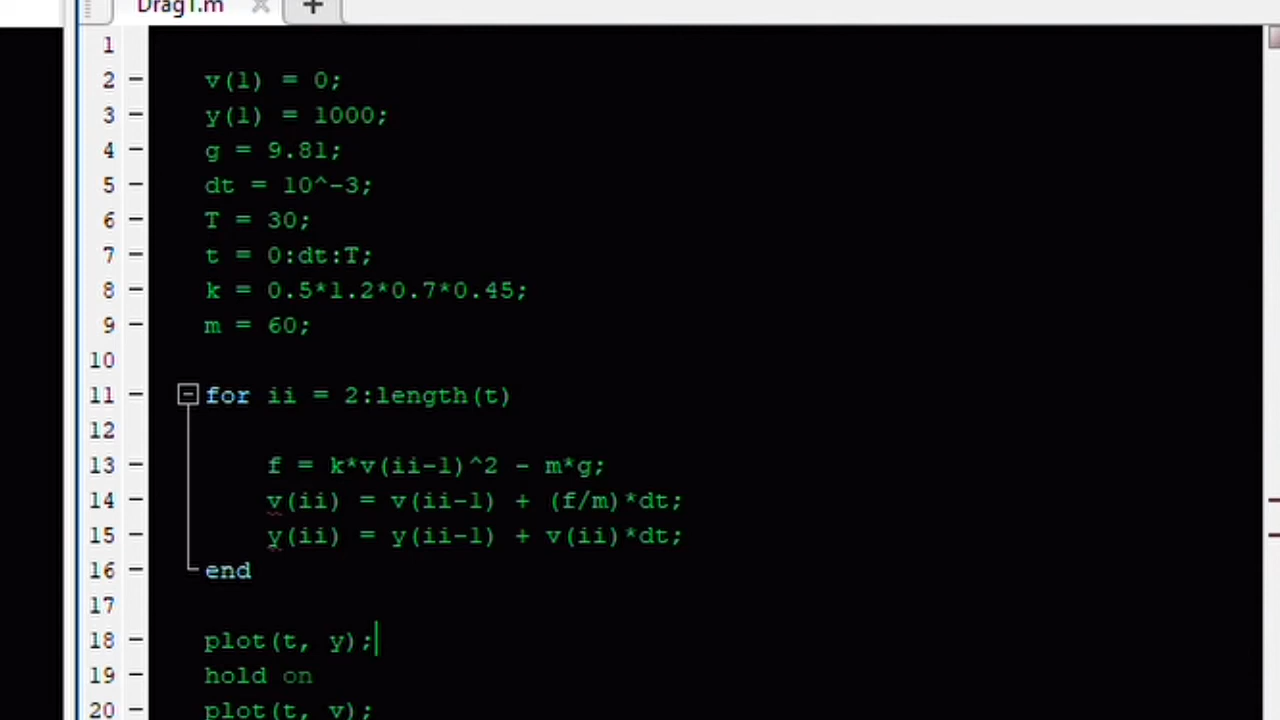 Drag1.m
1
2 v(1) = 0;
3 y(1) = 1000;
4 g = 9.81;
5 dt = 10^-3;
6 T = 30;
7 t = 0:dt:T;
8 k = 0.5*1.2*0.7*0.45;
9 m = 60;
10
11 for ii = 2:length(t)
12
13 f = k*v(ii-1)^2 - m*g;
14 v(ii) = v(ii-1) + (f/m)*dt;
15 y(ii) = y(ii-1) + v(ii)*dt;
16 end
17
18 plot(t, y);
19 hold on
20 plot(t, v);